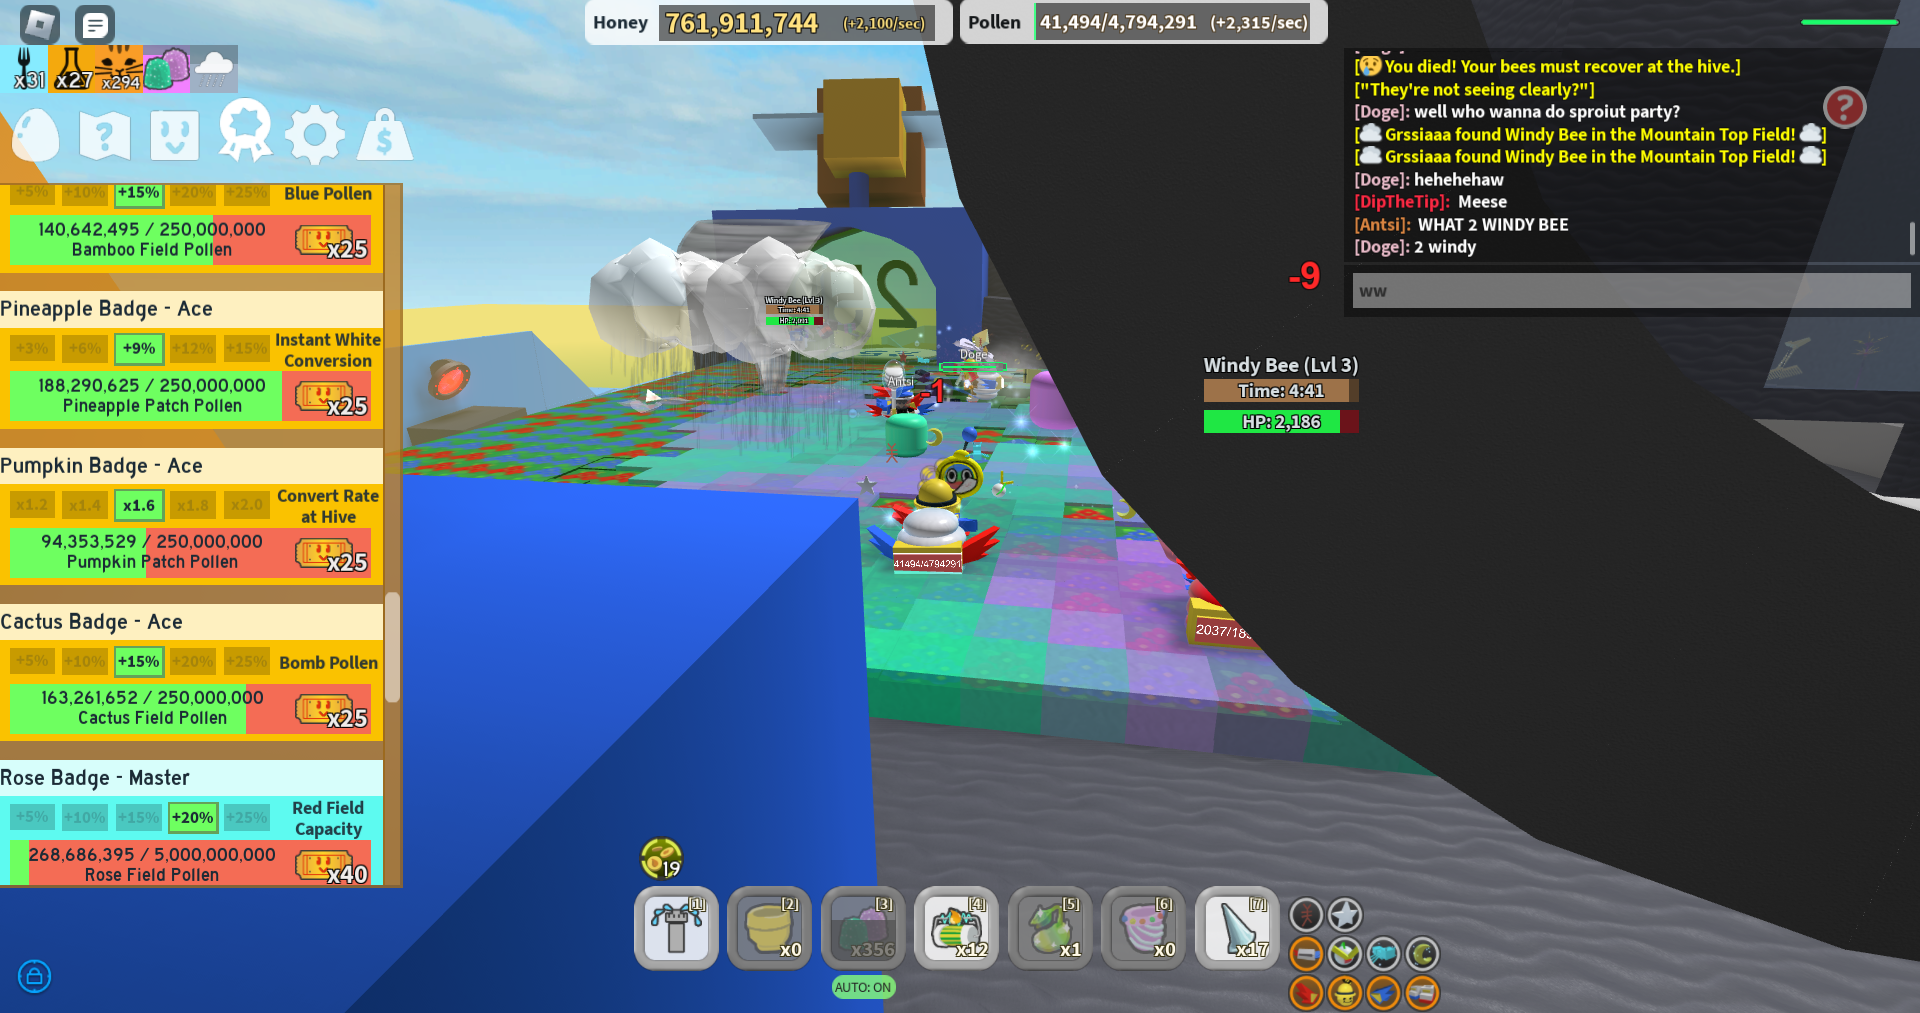 Honey 761,911,744 (+2,100/sec)
Pollen 41,494/4,794,291 (+2,315/sec)
x31 x27 x294
?
$
+5% +10% +15% +20% +25% Blue Pollen
140,642,495 / 250,000,000
Bamboo Field Pollen
x25
Pineapple Badge - Ace
+3% +6% +9% +12% +15% Instant White
Conversion
188,290,625 / 250,000,000
Pineapple Patch Pollen
x25
Pumpkin Badge - Ace
x1.2 x1.4 x1.6 x1.8 x2.0 Convert Rate
at Hive
94,353,529 / 250,000,000
Pumpkin Patch Pollen
x25
Cactus Badge - Ace
+5% +10% +15% +20% +25% Bomb Pollen
163,261,652 / 250,000,000
Cactus Field Pollen
x25
Rose Badge - Master
+5% +10% +15% +20% +25% Red Field
Capacity
268,686,395 / 5,000,000,000
Rose Field Pollen
x40
[😢 You died! Your bees must recover at the hive.]
["They're not seeing clearly?"]
[Doge]: well who wanna do sproiut party?
[☁️ Grssiaaa found Windy Bee in the Mountain Top Field! ☁️]
[☁️ Grssiaaa found Windy Bee in the Mountain Top Field! ☁️]
[Doge]: hehehehaw
[DipTheTip]: Meese
[Antsi]: WHAT 2 WINDY BEE
[Doge]: 2 windy
ww
?
-9
Windy Bee (Lvl 3)
Time: 4:41
HP: 2,186
Windy Bee (Lvl 3)
Time: 4:41
2
Doge
Antsi
-1
41494/4794291
2037/18
19
[1]
[2] x0
[3] x356
[4] x12
[5] x1
[6] x0
[7] x17
AUTO: ON